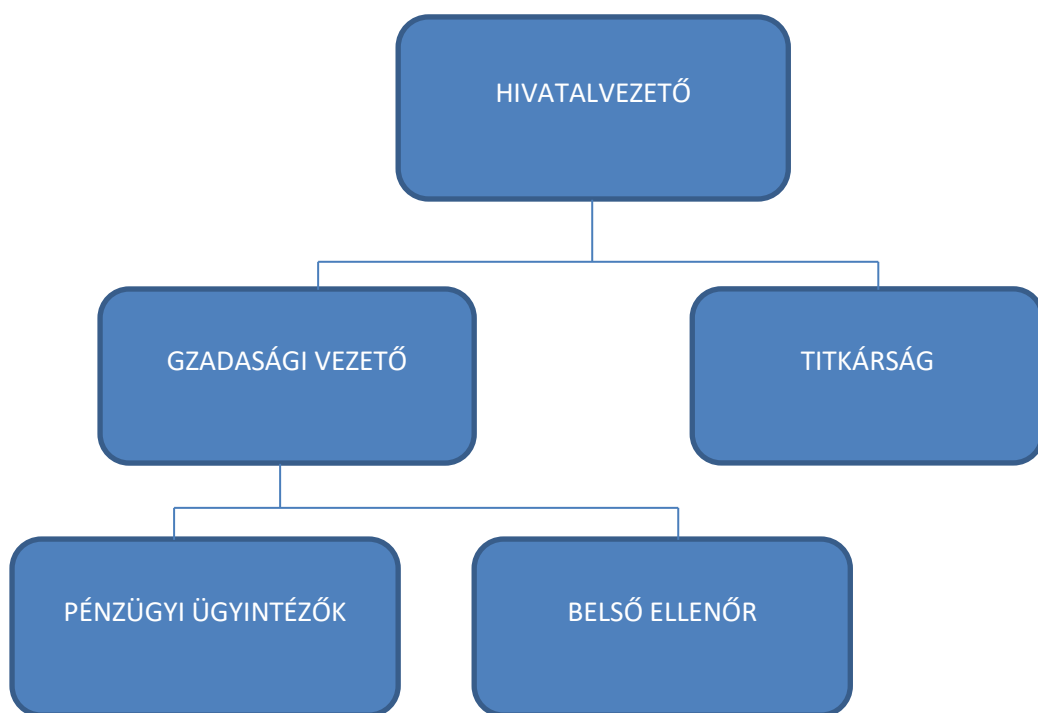 HIVATALVEZETŐ
GZADASÁGI VEZETŐ
TITKÁRSÁG
PÉNZÜGYI ÜGYINTÉZŐK
BELSŐ ELLENŐR